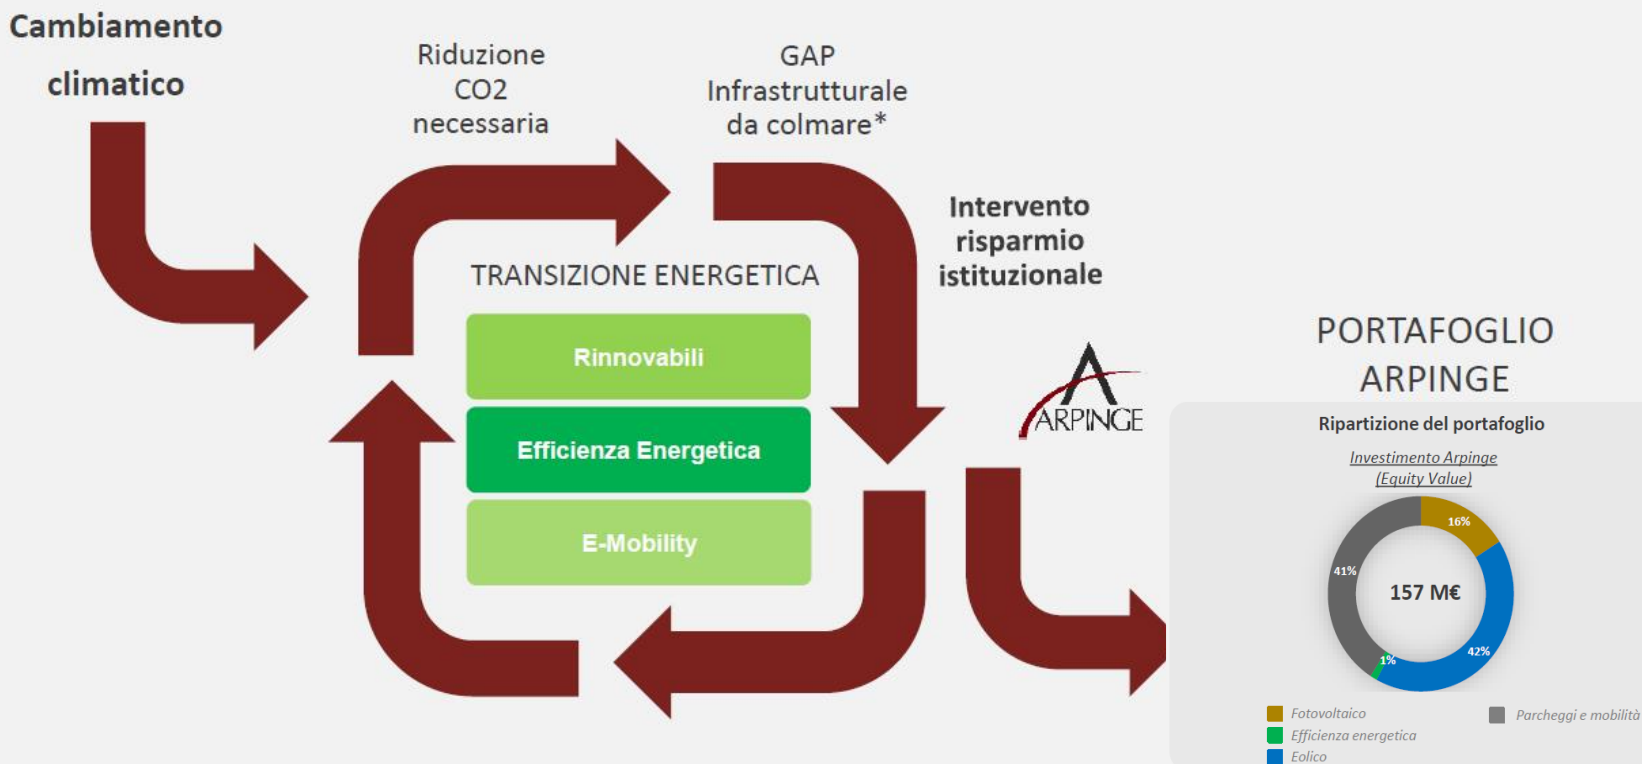 Cambiamento
climatico
Riduzione
CO2
necessaria
GAP
Infrastrutturale
da colmare*
Intervento
risparmio
istituzionale
TRANSIZIONE ENERGETICA
Rinnovabili
Efficienza Energetica
E-Mobility
ARPINGE
PORTAFOGLIO
ARPINGE
Ripartizione del portafoglio
Investimento Arpinge
(Equity Value)
16%
41%
157 M€
42%
1%
Fotovoltaico
Efficienza energetica
Eolico
Parcheggi e mobilità